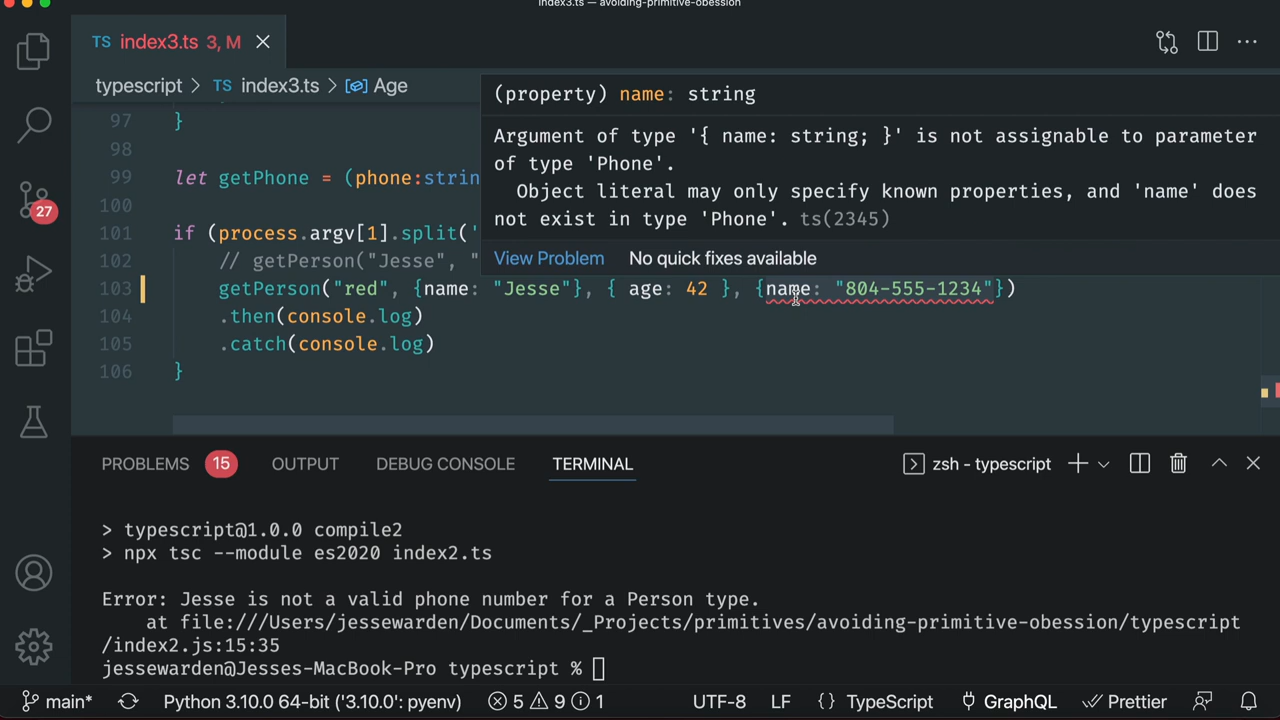 index3.ts — avoiding-primitive-obession
TS index3.ts 3, M
typescript > TS index3.ts > Age
(property) name: string
Argument of type '{ name: string; }' is not assignable to parameter
of type 'Phone'.
Object literal may only specify known properties, and 'name' does
not exist in type 'Phone'. ts(2345)
View Problem No quick fixes available
97 }
98
99 let getPhone = (phone:strin
100
101 if (process.argv[1].split('
102 // getPerson("Jesse", "
103 getPerson("red", {name: "Jesse"}, { age: 42 }, {name: "804-555-1234"})
104 .then(console.log)
105 .catch(console.log)
106 }
27
PROBLEMS 15 OUTPUT DEBUG CONSOLE TERMINAL zsh - typescript
> typescript@1.0.0 compile2
> npx tsc --module es2020 index2.ts
Error: Jesse is not a valid phone number for a Person type.
at file:///Users/jessewarden/Documents/_Projects/primitives/avoiding-primitive-obession/typescript
/index2.js:15:35
jessewarden@Jesses-MacBook-Pro typescript %
main* Python 3.10.0 64-bit ('3.10.0': pyenv) 5 9 1 UTF-8 LF {} TypeScript GraphQL Prettier